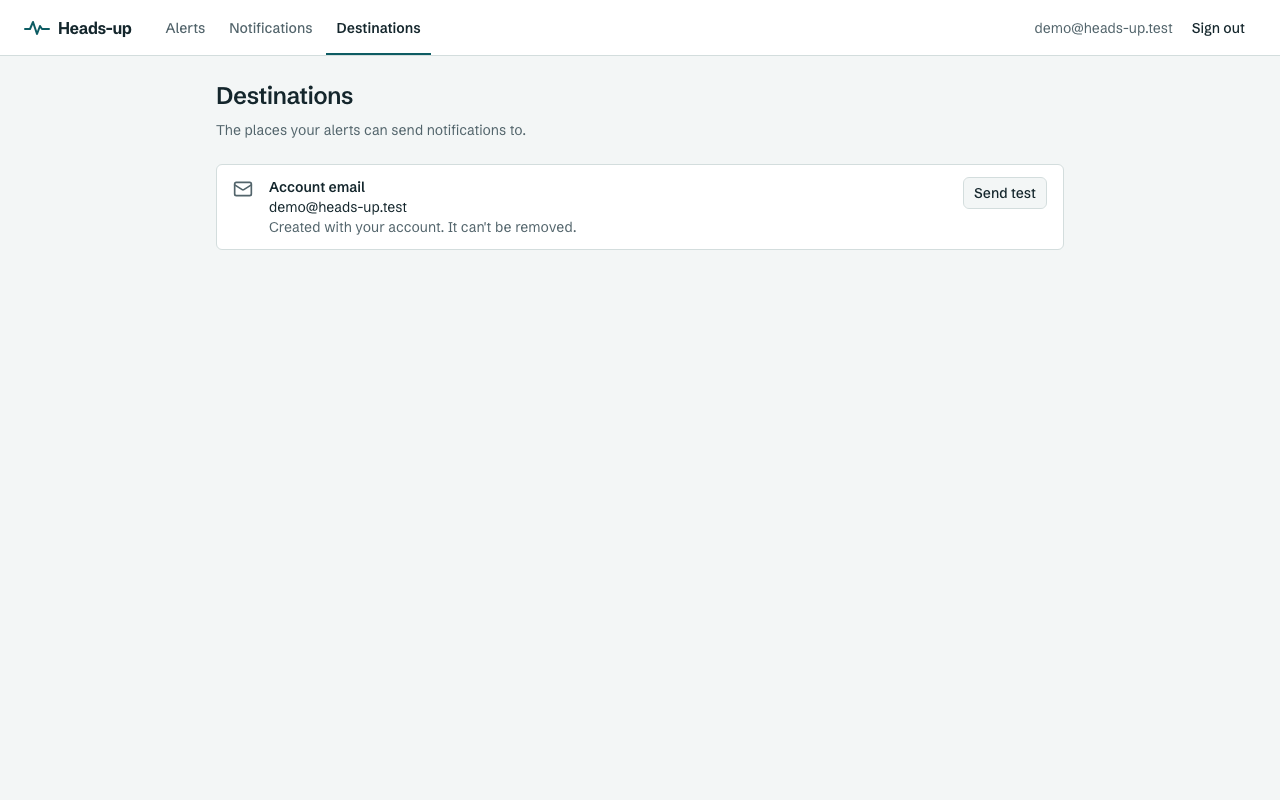 Heads-up Alerts Notifications Destinations demo@heads-up.test Sign out
Destinations
The places your alerts can send notifications to.
Account email
demo@heads-up.test
Created with your account. It can't be removed.
Send test